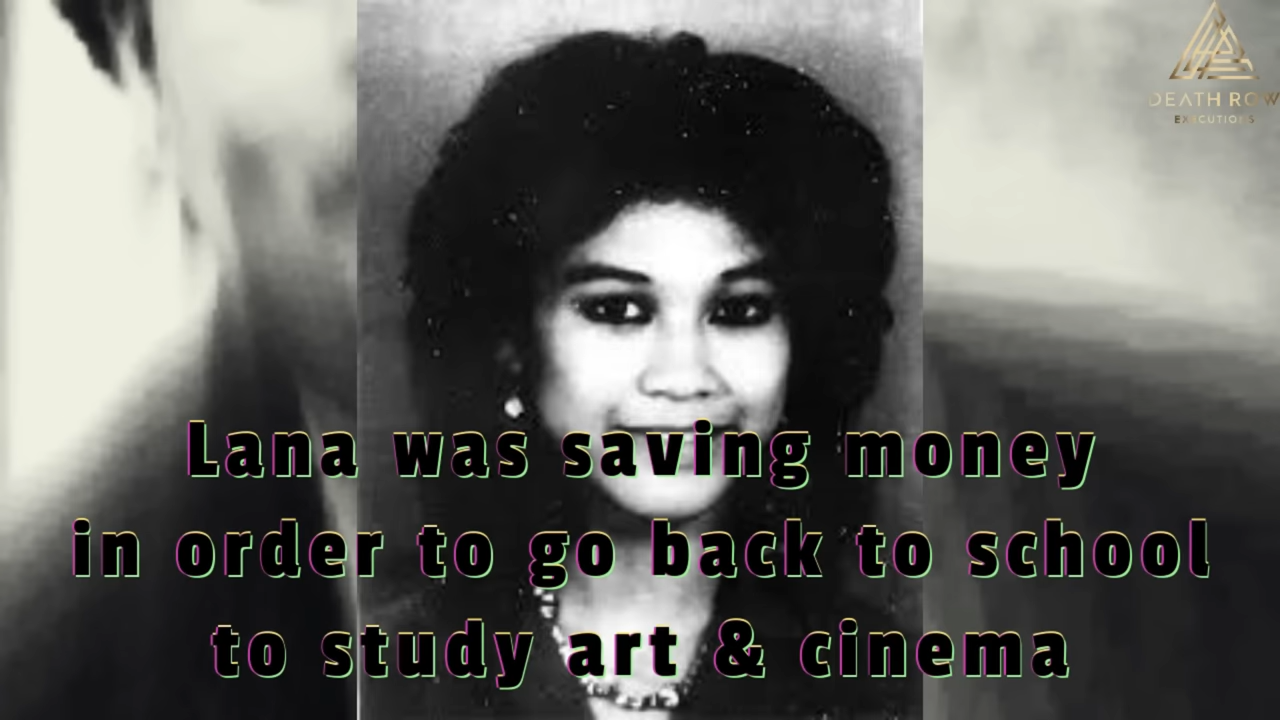 DEATH ROW
EXECUTIONS
Lana was saving money
in order to go back to school
to study art & cinema